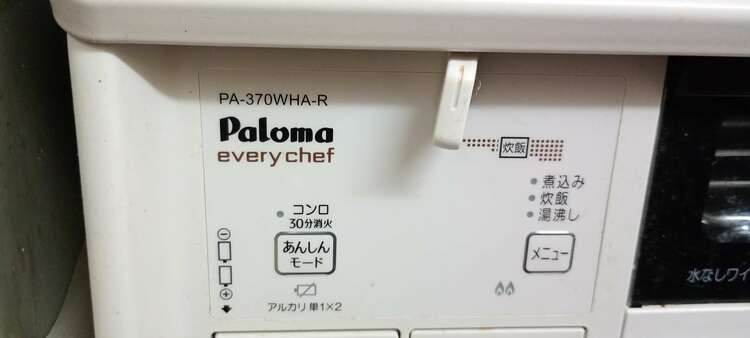 PA-370WHA-R
Paloma
every chef
炊飯
煮込み
炊飯
湯沸し
コンロ
30分消火
あんしん
モード
メニュー
アルカリ 単1×2
水なしワイ